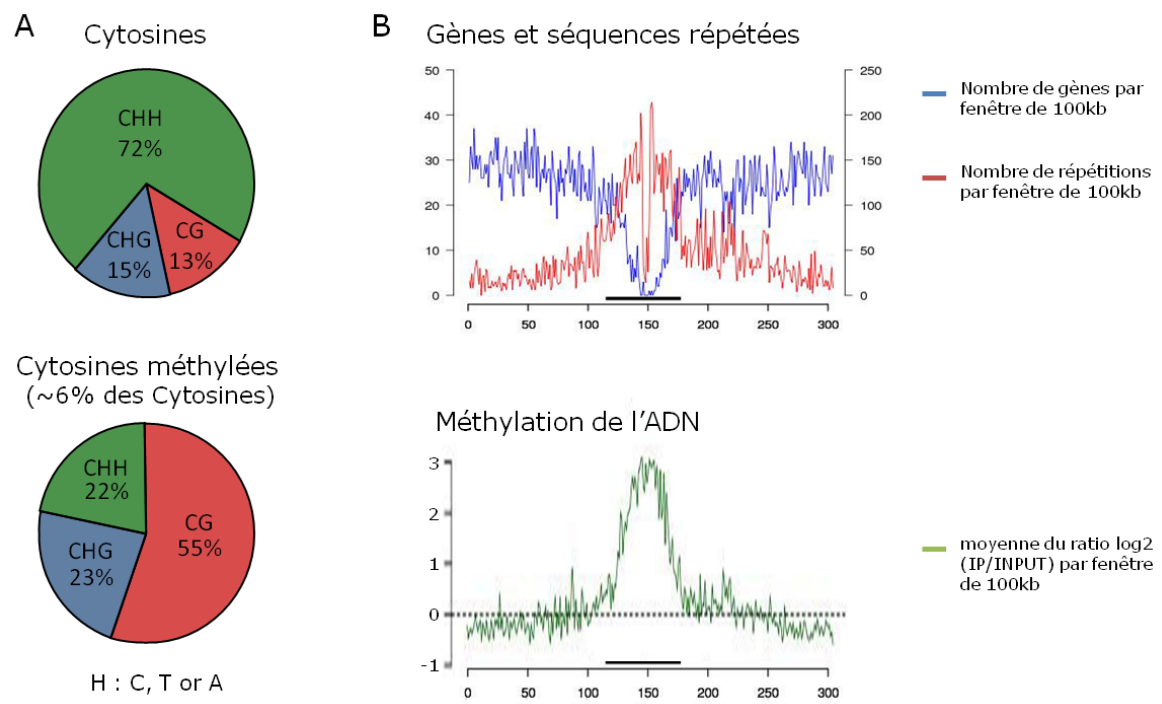 A
Cytosines
CHH
72%
CHG
15%
CG
13%
Cytosines méthylées
(~6% des Cytosines)
CHH
22%
CG
55%
CHG
23%
H : C, T or A
B
Gènes et séquences répétées
50
40
30
20
10
0
250
200
150
100
50
0
0 50 100 150 200 250 300
Nombre de gènes par
fenêtre de 100kb
Nombre de répétitions
par fenêtre de 100kb
Méthylation de l'ADN
3
2
1
0
-1
0 50 100 150 200 250 300
moyenne du ratio log2
(IP/INPUT) par fenêtre
de 100kb